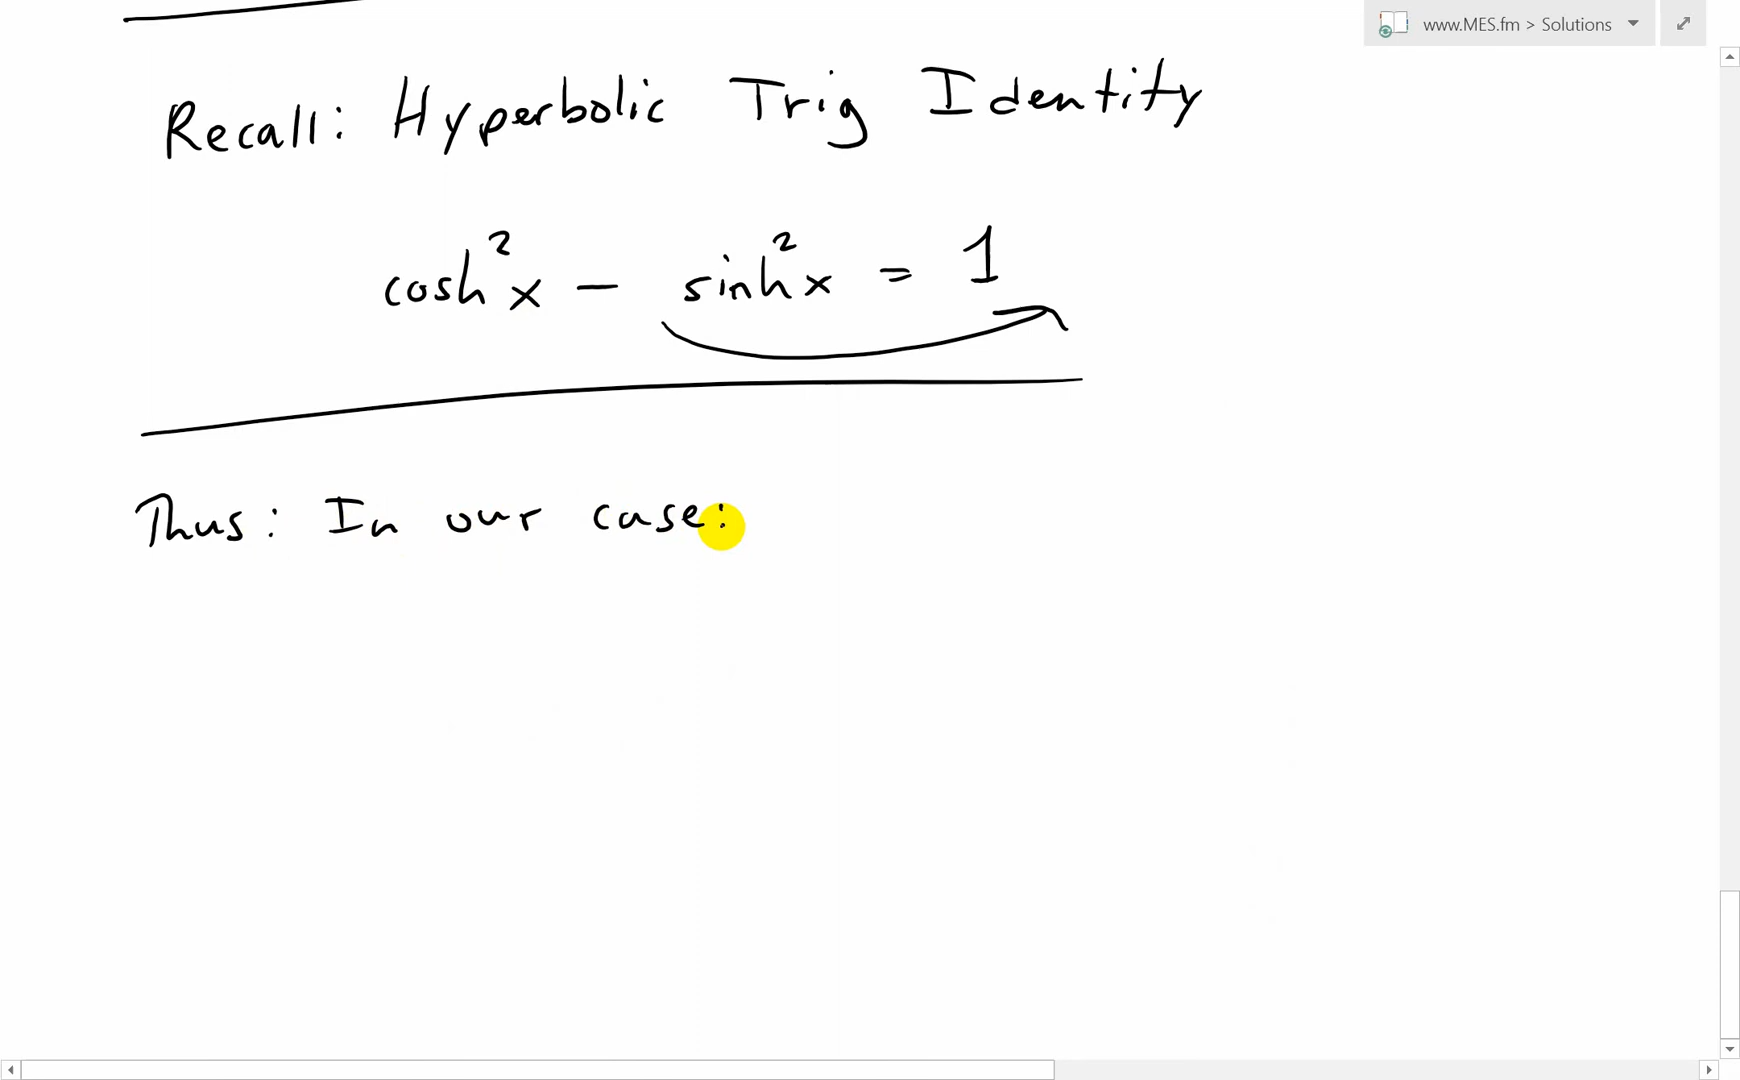 www.MES.fm > Solutions
Recall: Hyperbolic Trig Identity
cosh²x - sinh²x = 1
Thus: In our case: